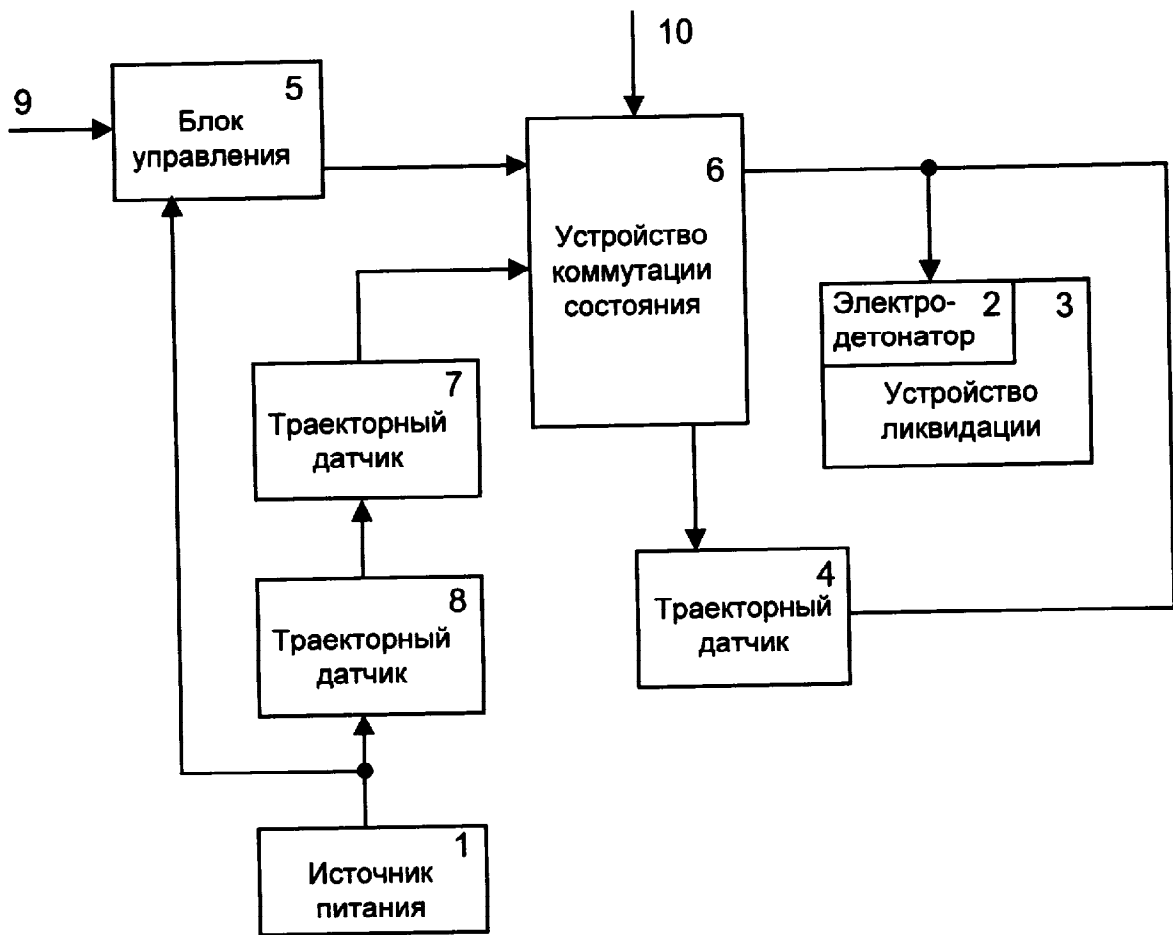 10
9
5
Блок
управления
6
Устройство
коммутации
состояния
Электро-
детонатор
2
3
Устройство
ликвидации
7
Траекторный
датчик
4
Траекторный
датчик
8
Траекторный
датчик
1
Источник
питания